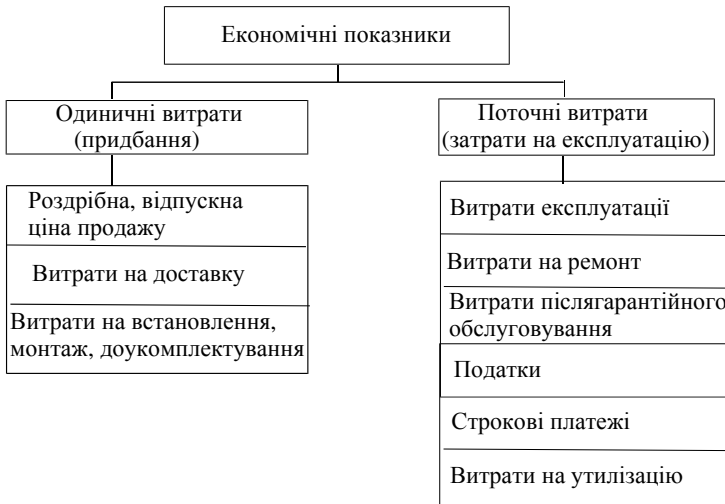 Економічні показники
Одиничні витрати
(придбання)
Роздрібна, відпускна
ціна продажу
Витрати на доставку
Витрати на встановлення,
монтаж, доукомплектування
Поточні витрати
(затрати на експлуатацію)
Витрати експлуатації
Витрати на ремонт
Витрати післягарантійного
обслуговування
Податки
Строкові платежі
Витрати на утилізацію